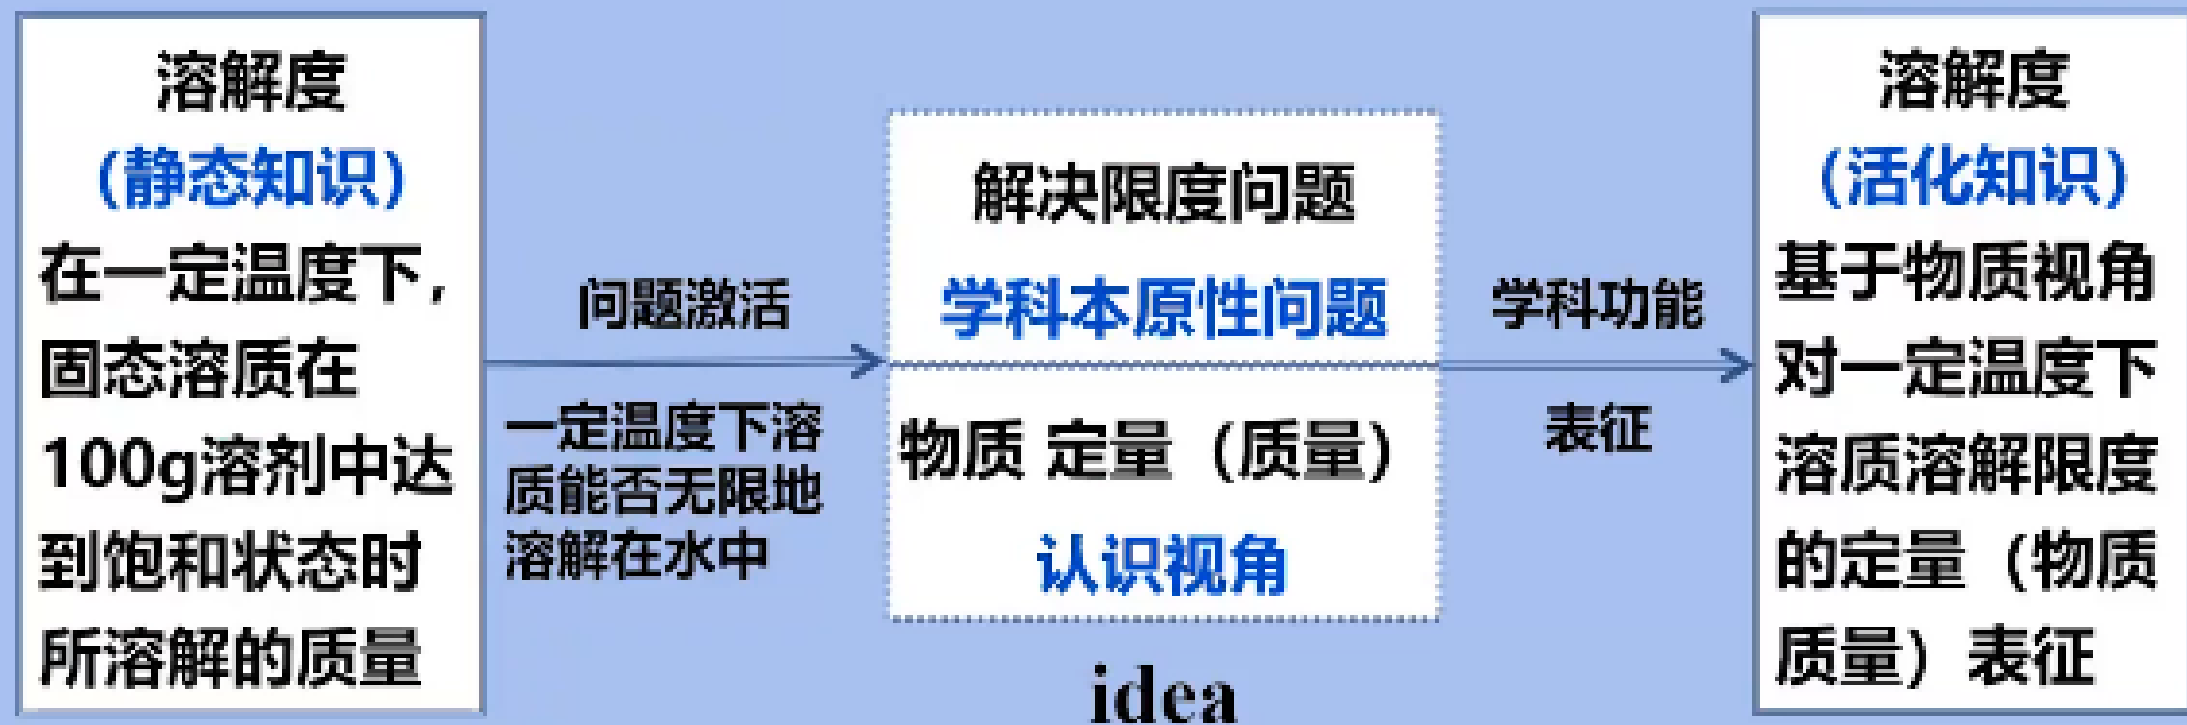 溶解度
（静态知识）
在一定温度下，
固态溶质在
100g溶剂中达
到饱和状态时
所溶解的质量
问题激活
一定温度下溶
质能否无限地
溶解在水中
解决限度问题
学科本原性问题
物质 定量（质量）
认识视角
idea
学科功能
表征
溶解度
（活化知识）
基于物质视角
对一定温度下
溶质溶解限度
的定量（物质
质量）表征